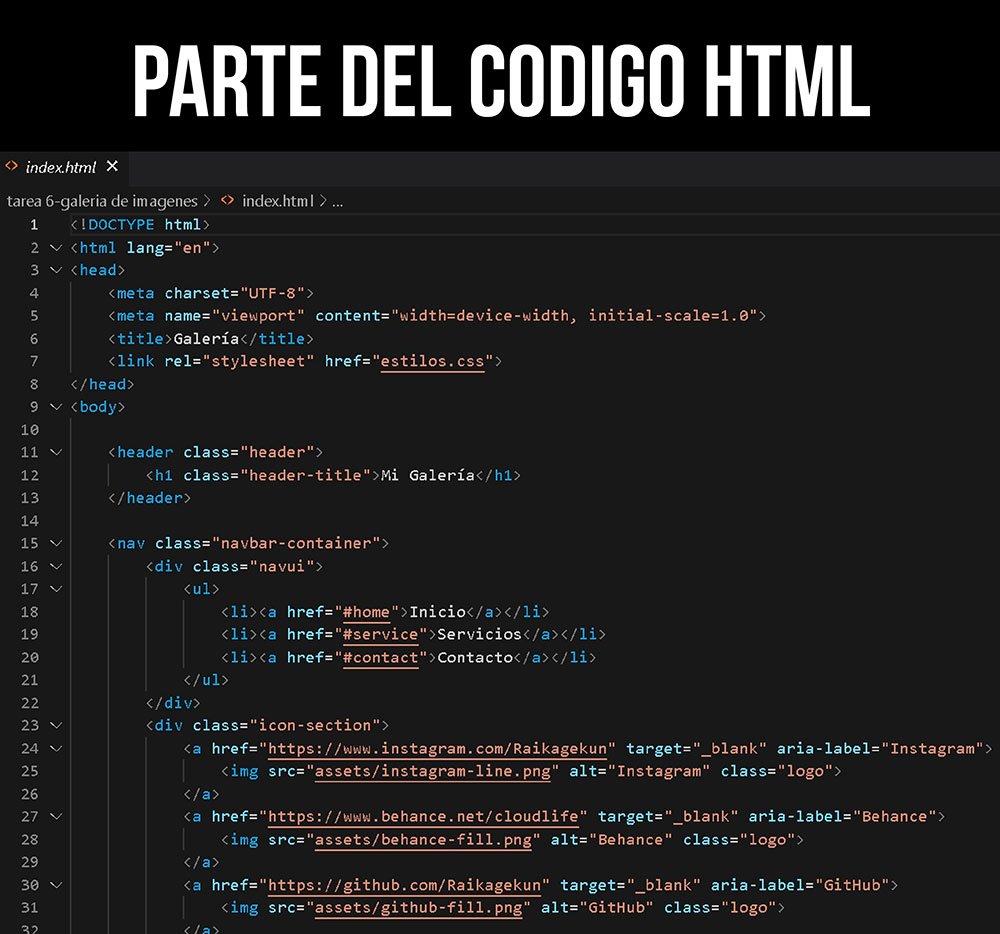 PARTE DEL CODIGO HTML
index.html
tarea 6-galeria de imagenes > <> index.html > ...
1 <!DOCTYPE html>
2 <html lang="en">
3 <head>
4 <meta charset="UTF-8">
5 <meta name="viewport" content="width=device-width, initial-scale=1.0">
6 <title>Galería</title>
7 <link rel="stylesheet" href="estilos.css">
8 </head>
9 <body>
10
11 <header class="header">
12 <h1 class="header-title">Mi Galería</h1>
13 </header>
14
15 <nav class="navbar-container">
16 <div class="navui">
17 <ul>
18 <li><a href="#home">Inicio</a></li>
19 <li><a href="#service">Servicios</a></li>
20 <li><a href="#contact">Contacto</a></li>
21 </ul>
22 </div>
23 <div class="icon-section">
24 <a href="https://www.instagram.com/Raikagekun" target="_blank" aria-label="Instagram">
25 <img src="assets/instagram-line.png" alt="Instagram" class="logo">
26 </a>
27 <a href="https://www.behance.net/cloudlife" target="_blank" aria-label="Behance">
28 <img src="assets/behance-fill.png" alt="Behance" class="logo">
29 </a>
30 <a href="https://github.com/Raikagekun" target="_blank" aria-label="GitHub">
31 <img src="assets/github-fill.png" alt="GitHub" class="logo">
32 </a>